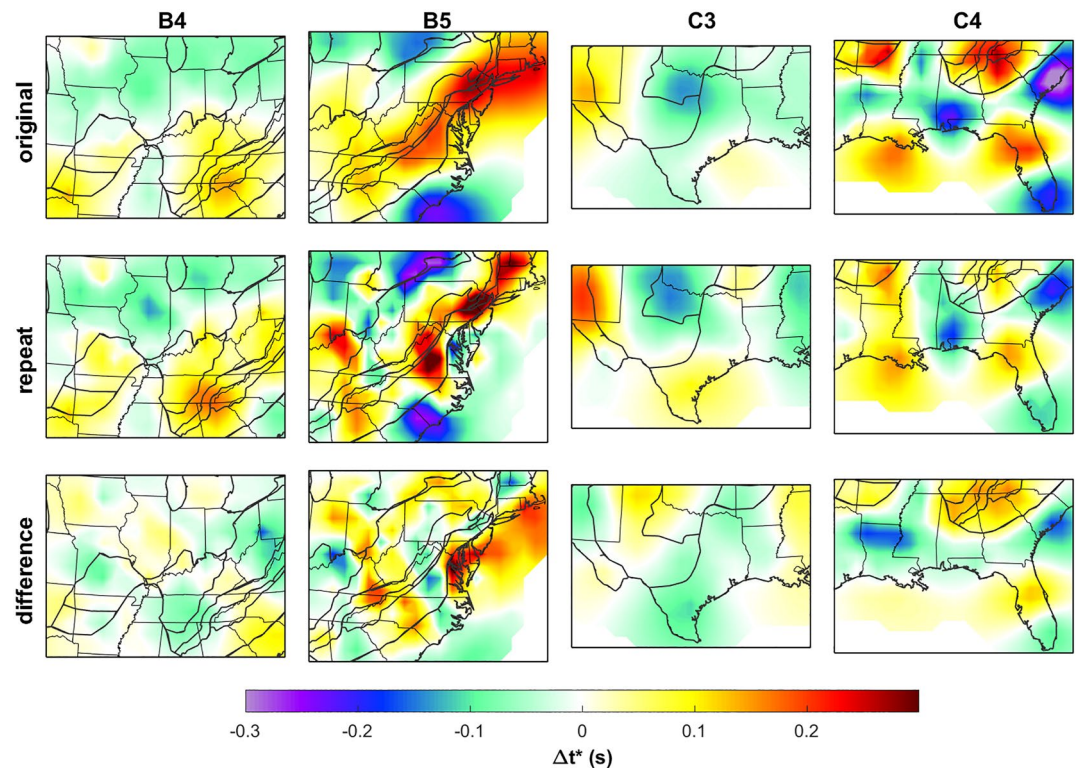 B4 B5 C3 C4
original
repeat
difference
-0.3 -0.2 -0.1 0 0.1 0.2
Δt* (s)